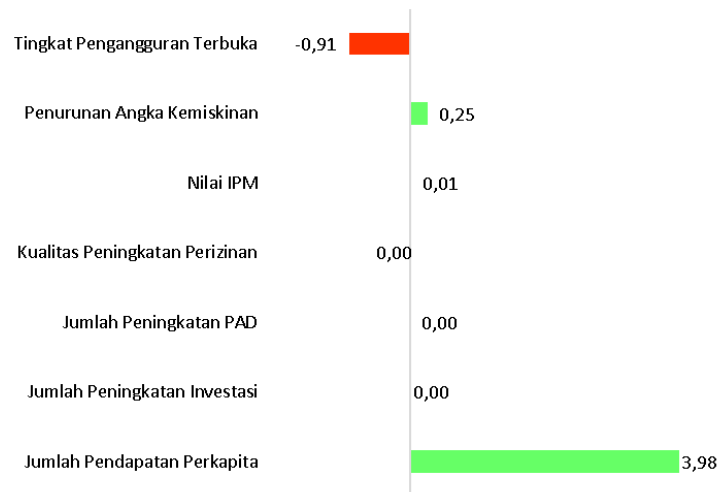 Tingkat Pengangguran Terbuka -0,91
Penurunan Angka Kemiskinan 0,25
Nilai IPM 0,01
Kualitas Peningkatan Perizinan 0,00
Jumlah Peningkatan PAD 0,00
Jumlah Peningkatan Investasi 0,00
Jumlah Pendapatan Perkapita 3,98